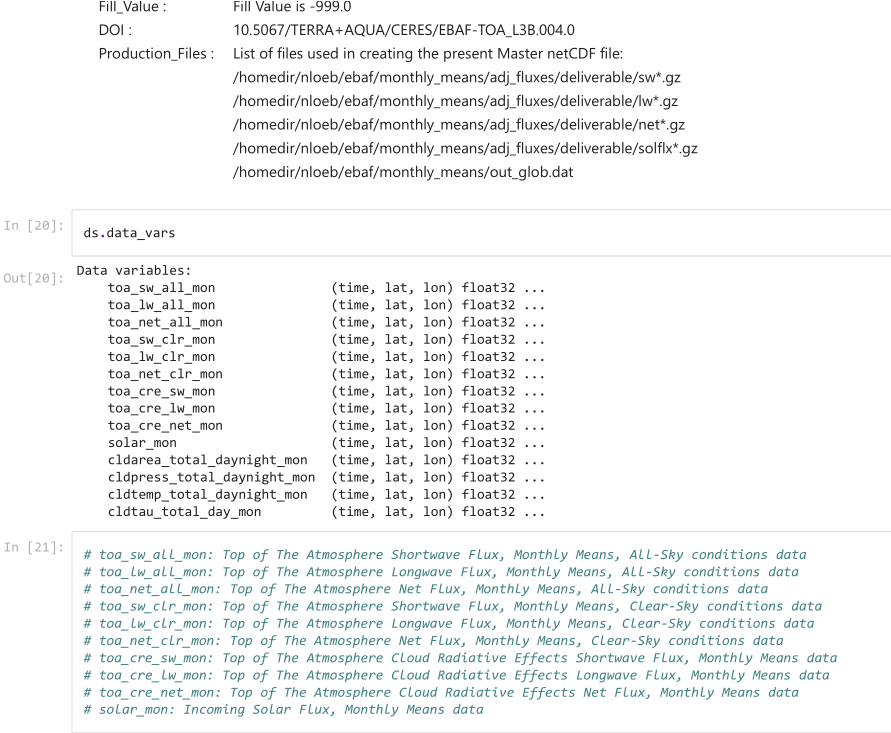 Fill_Value : Fill Value is -999.0
DOI : 10.5067/TERRA+AQUA/CERES/EBAF-TOA_L3B.004.0
Production_Files : List of files used in creating the present Master netCDF file:
/homedir/nloeb/ebaf/monthly_means/adj_fluxes/deliverable/sw*.gz
/homedir/nloeb/ebaf/monthly_means/adj_fluxes/deliverable/lw*.gz
/homedir/nloeb/ebaf/monthly_means/adj_fluxes/deliverable/net*.gz
/homedir/nloeb/ebaf/monthly_means/adj_fluxes/deliverable/solflx*.gz
/homedir/nloeb/ebaf/monthly_means/out_glob.dat
In [20]: ds.data_vars
Out[20]: Data variables:
toa_sw_all_mon (time, lat, lon) float32 ...
toa_lw_all_mon (time, lat, lon) float32 ...
toa_net_all_mon (time, lat, lon) float32 ...
toa_sw_clr_mon (time, lat, lon) float32 ...
toa_lw_clr_mon (time, lat, lon) float32 ...
toa_net_clr_mon (time, lat, lon) float32 ...
toa_cre_sw_mon (time, lat, lon) float32 ...
toa_cre_lw_mon (time, lat, lon) float32 ...
toa_cre_net_mon (time, lat, lon) float32 ...
solar_mon (time, lat, lon) float32 ...
cldarea_total_daynight_mon (time, lat, lon) float32 ...
cldpress_total_daynight_mon (time, lat, lon) float32 ...
cldtemp_total_daynight_mon (time, lat, lon) float32 ...
cldtau_total_day_mon (time, lat, lon) float32 ...
In [21]: # toa_sw_all_mon: Top of The Atmosphere Shortwave Flux, Monthly Means, All-Sky conditions data
# toa_lw_all_mon: Top of The Atmosphere Longwave Flux, Monthly Means, All-Sky conditions data
# toa_net_all_mon: Top of The Atmosphere Net Flux, Monthly Means, All-Sky conditions data
# toa_sw_clr_mon: Top of The Atmosphere Shortwave Flux, Monthly Means, Clear-Sky conditions data
# toa_lw_clr_mon: Top of The Atmosphere Longwave Flux, Monthly Means, Clear-Sky conditions data
# toa_net_clr_mon: Top of The Atmosphere Net Flux, Monthly Means, Clear-Sky conditions data
# toa_cre_sw_mon: Top of The Atmosphere Cloud Radiative Effects Shortwave Flux, Monthly Means data
# toa_cre_lw_mon: Top of The Atmosphere Cloud Radiative Effects Longwave Flux, Monthly Means data
# toa_cre_net_mon: Top of The Atmosphere Cloud Radiative Effects Net Flux, Monthly Means data
# solar_mon: Incoming Solar Flux, Monthly Means data